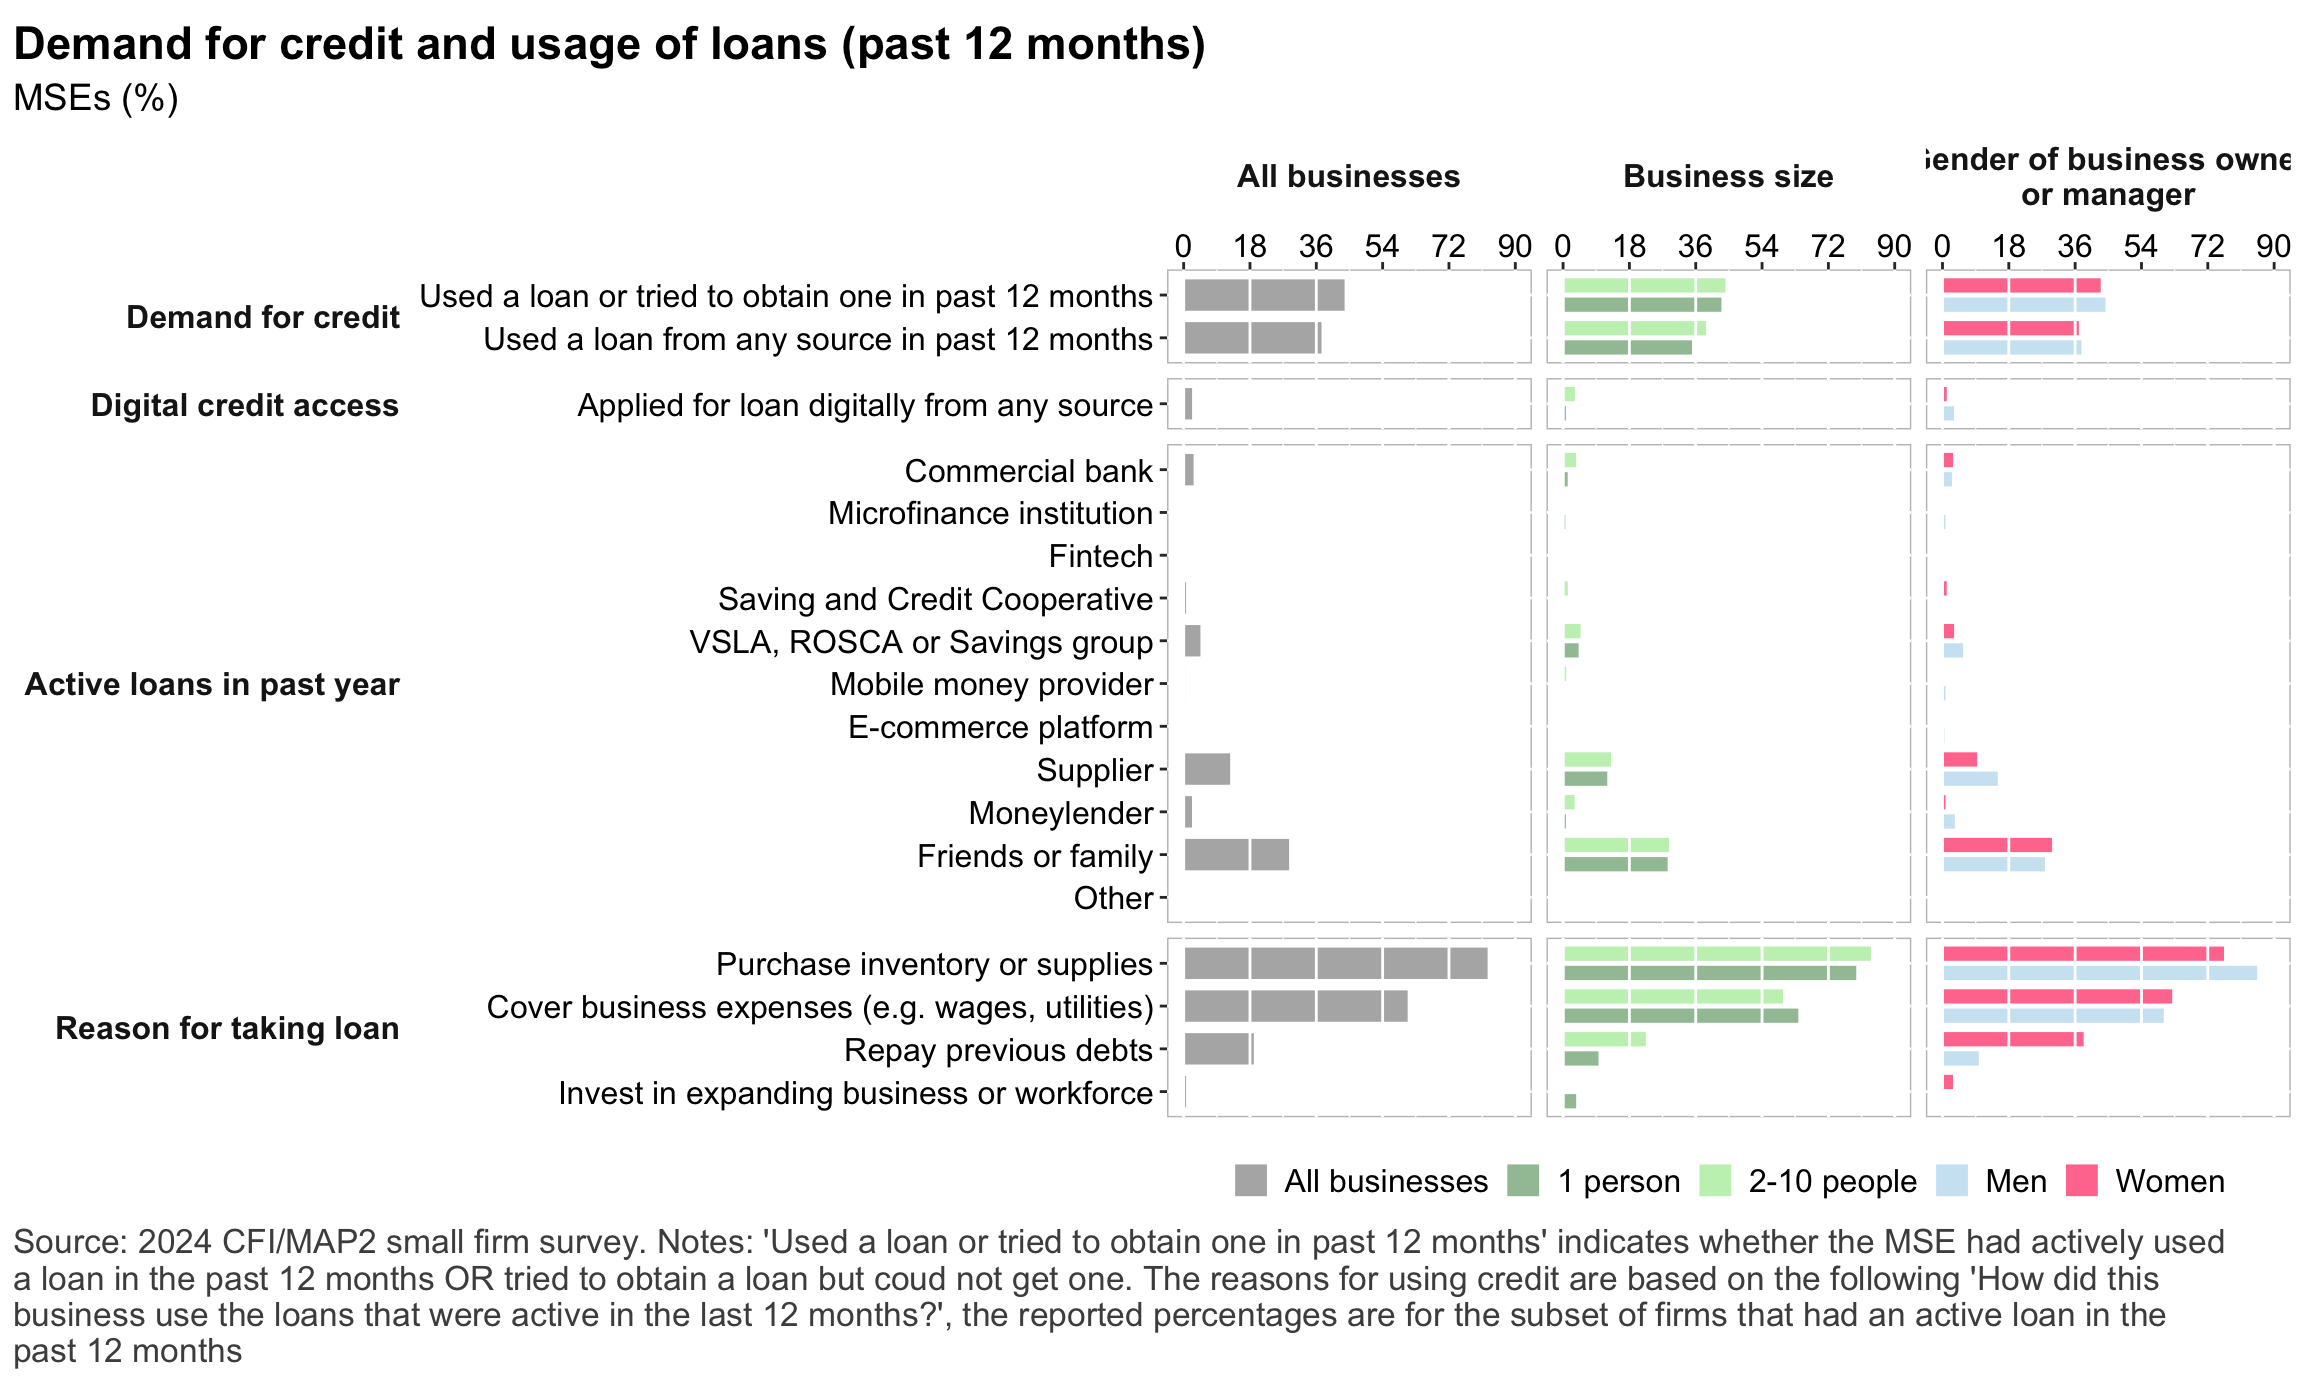 Demand for credit and usage of loans (past 12 months)
MSEs (%)
All businesses
Business size
Gender of business owne
or manager
0 18 36 54 72 90 0 18 36 54 72 90 0 18 36 54 72 90
Demand for credit
Used a loan or tried to obtain one in past 12 months
Used a loan from any source in past 12 months
Digital credit access
Applied for loan digitally from any source
Active loans in past year
Commercial bank
Microfinance institution
Fintech
Saving and Credit Cooperative
VSLA, ROSCA or Savings group
Mobile money provider
E-commerce platform
Supplier
Moneylender
Friends or family
Other
Reason for taking loan
Purchase inventory or supplies
Cover business expenses (e.g. wages, utilities)
Repay previous debts
Invest in expanding business or workforce
All businesses 1 person 2-10 people Men Women
Source: 2024 CFI/MAP2 small firm survey. Notes: 'Used a loan or tried to obtain one in past 12 months' indicates whether the MSE had actively used
a loan in the past 12 months OR tried to obtain a loan but coud not get one. The reasons for using credit are based on the following 'How did this
business use the loans that were active in the last 12 months?', the reported percentages are for the subset of firms that had an active loan in the
past 12 months